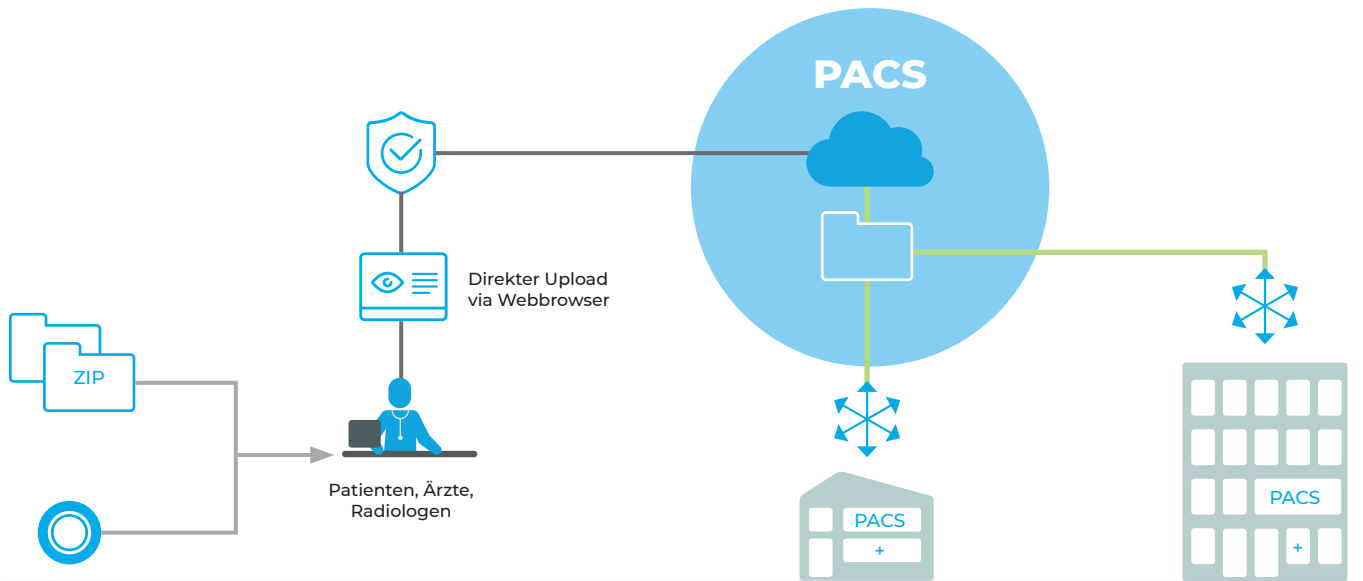 PACS
Direkter Upload
via Webbrowser
ZIP
Patienten, Ärzte,
Radiologen
PACS
+
PACS
+